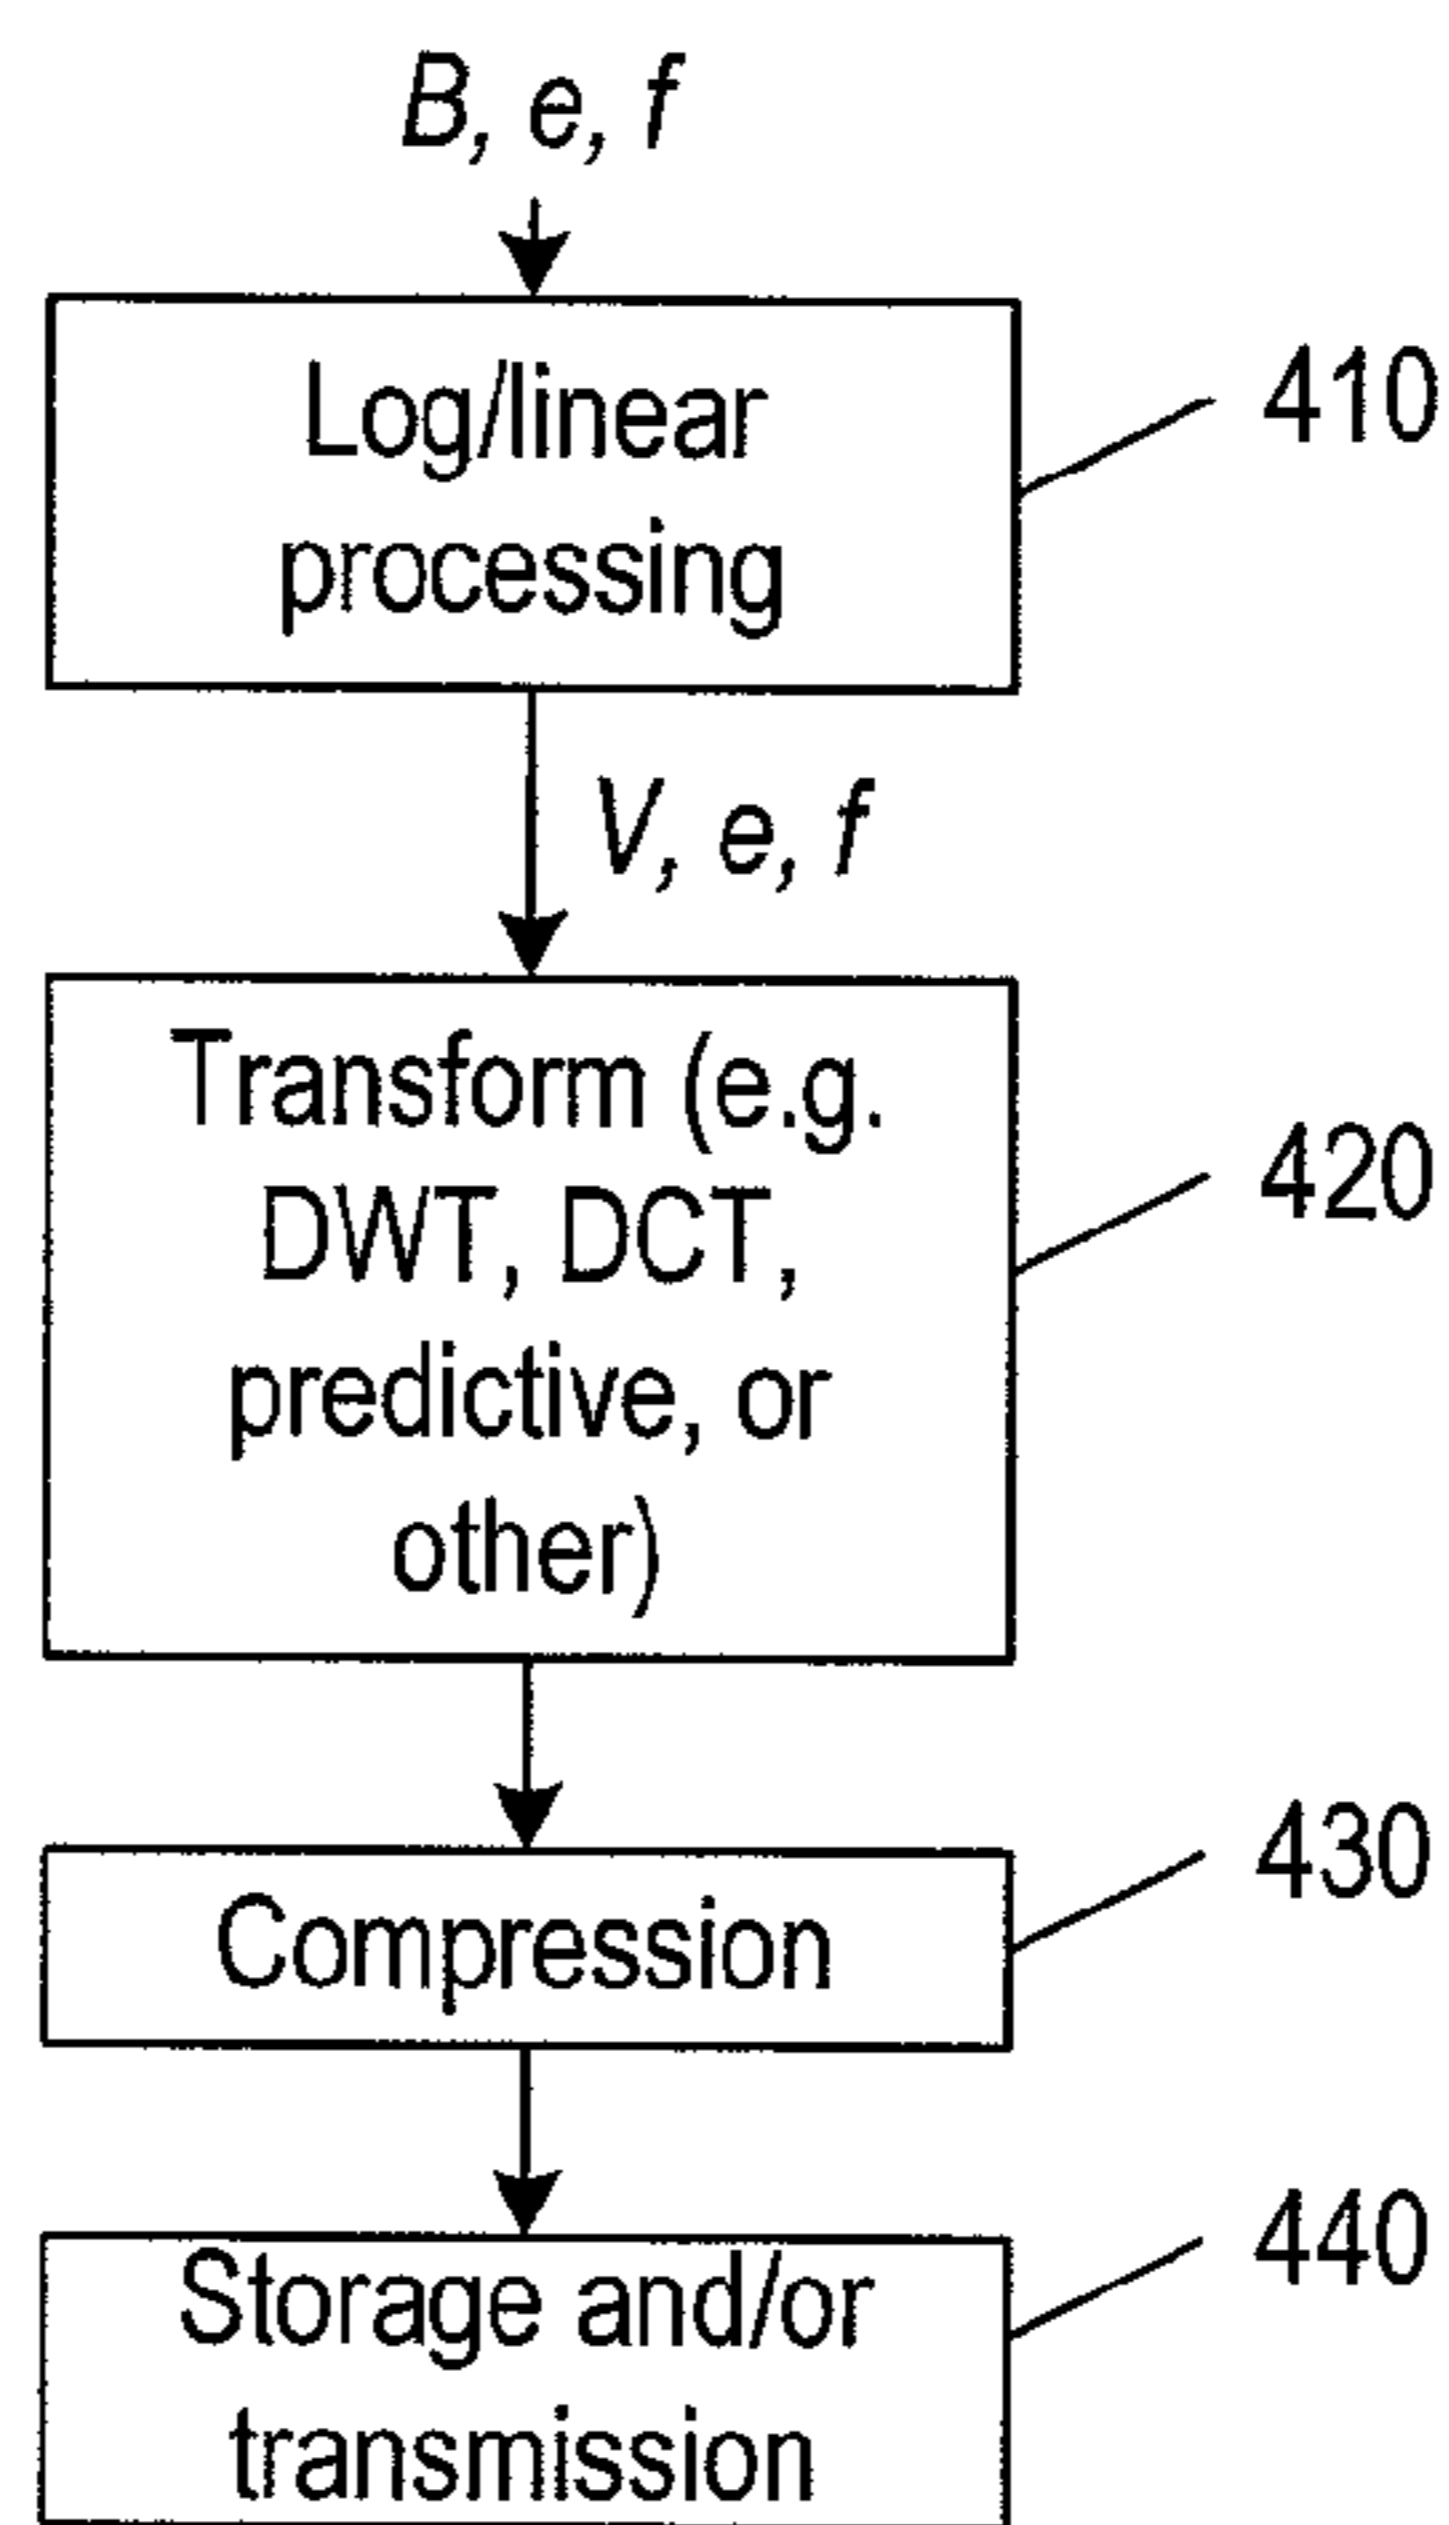 B, e, f
Log/linear
processing
410
V, e, f
Transform (e.g.
DWT, DCT,
predictive, or
other)
420
Compression
430
Storage and/or
transmission
440